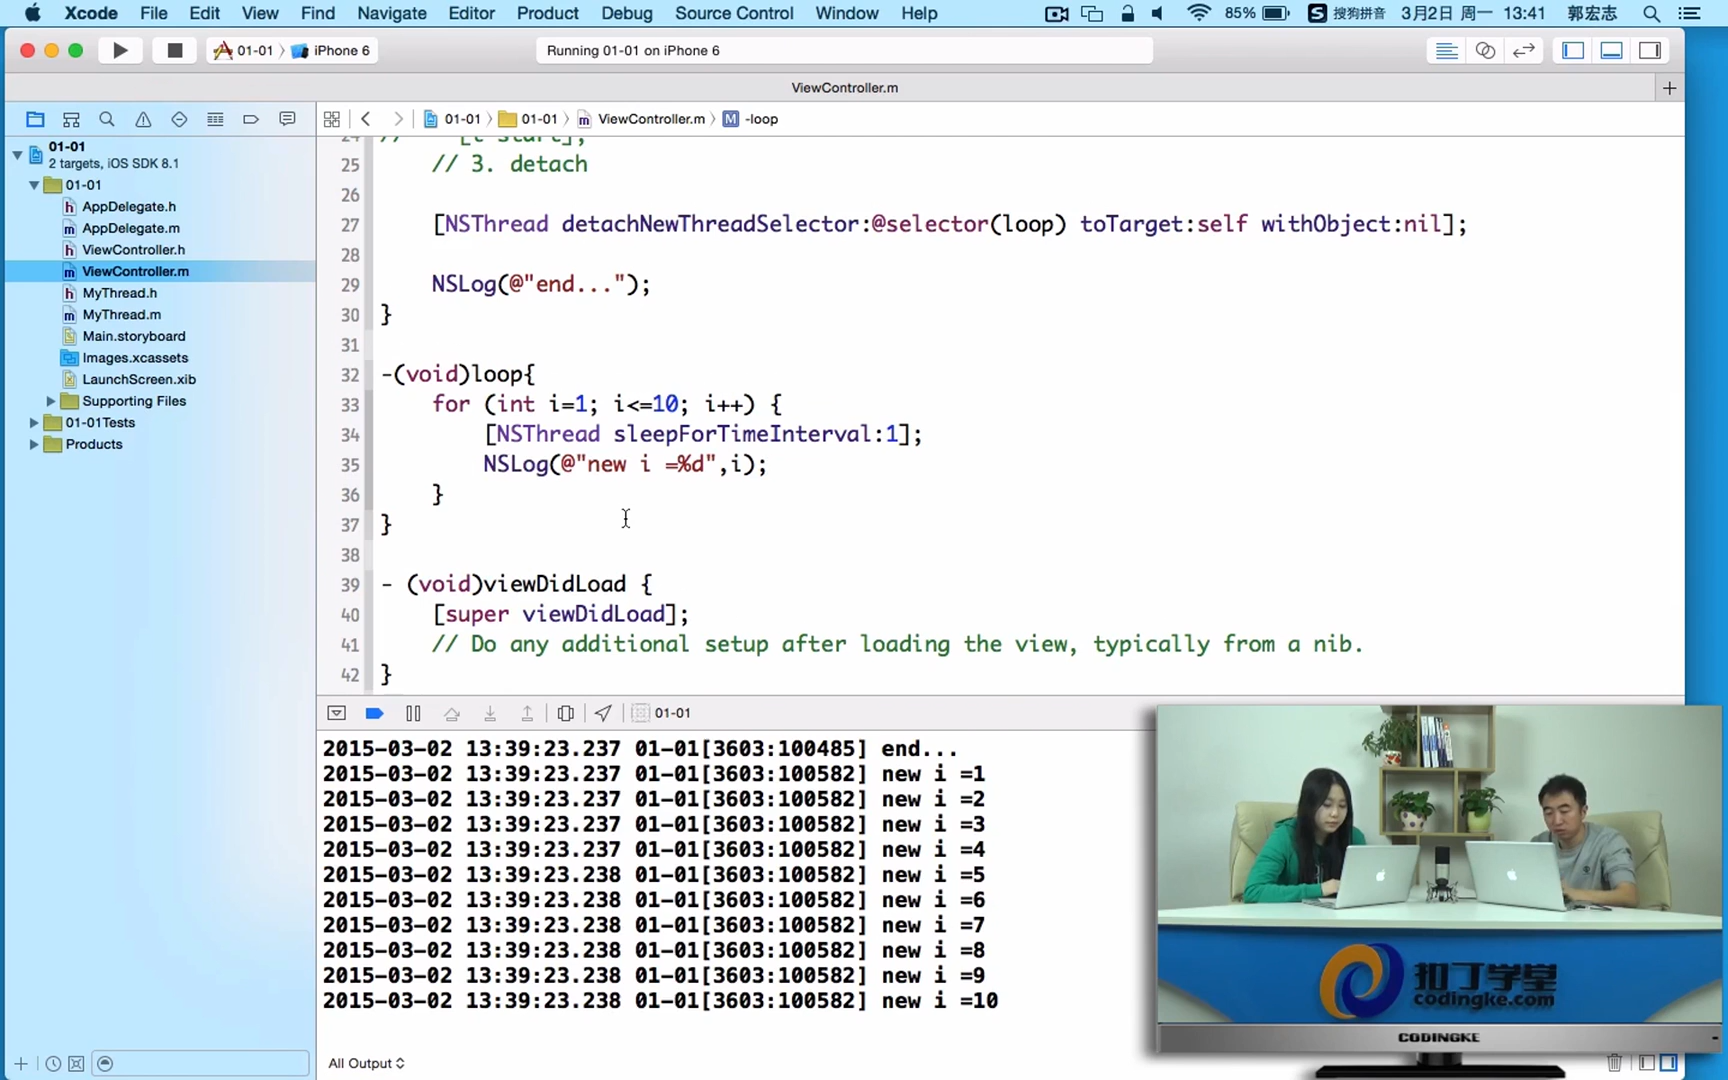 Xcode File Edit View Find Navigate Editor Product Debug Source Control Window Help 85% 搜狗拼音 3月2日 周一 13:41 郭宏志
01-01 iPhone 6 Running 01-01 on iPhone 6
ViewController.m
01-01 01-01 ViewController.m -loop
01-01
2 targets, iOS SDK 8.1
01-01
AppDelegate.h
AppDelegate.m
ViewController.h
ViewController.m
MyThread.h
MyThread.m
Main.storyboard
Images.xcassets
LaunchScreen.xib
Supporting Files
01-01Tests
Products
24 // [t start];
25 // 3. detach
26
27 [NSThread detachNewThreadSelector:@selector(loop) toTarget:self withObject:nil];
28
29 NSLog(@"end...");
30 }
31
32 -(void)loop{
33 for (int i=1; i<=10; i++) {
34 [NSThread sleepForTimeInterval:1];
35 NSLog(@"new i =%d",i);
36 }
37 }
38
39 - (void)viewDidLoad {
40 [super viewDidLoad];
41 // Do any additional setup after loading the view, typically from a nib.
42 }
01-01
2015-03-02 13:39:23.237 01-01[3603:100485] end...
2015-03-02 13:39:23.237 01-01[3603:100582] new i =1
2015-03-02 13:39:23.237 01-01[3603:100582] new i =2
2015-03-02 13:39:23.237 01-01[3603:100582] new i =3
2015-03-02 13:39:23.237 01-01[3603:100582] new i =4
2015-03-02 13:39:23.238 01-01[3603:100582] new i =5
2015-03-02 13:39:23.238 01-01[3603:100582] new i =6
2015-03-02 13:39:23.238 01-01[3603:100582] new i =7
2015-03-02 13:39:23.238 01-01[3603:100582] new i =8
2015-03-02 13:39:23.238 01-01[3603:100582] new i =9
2015-03-02 13:39:23.238 01-01[3603:100582] new i =10
All Output
扣丁学堂
codingke.com
CODINGKE